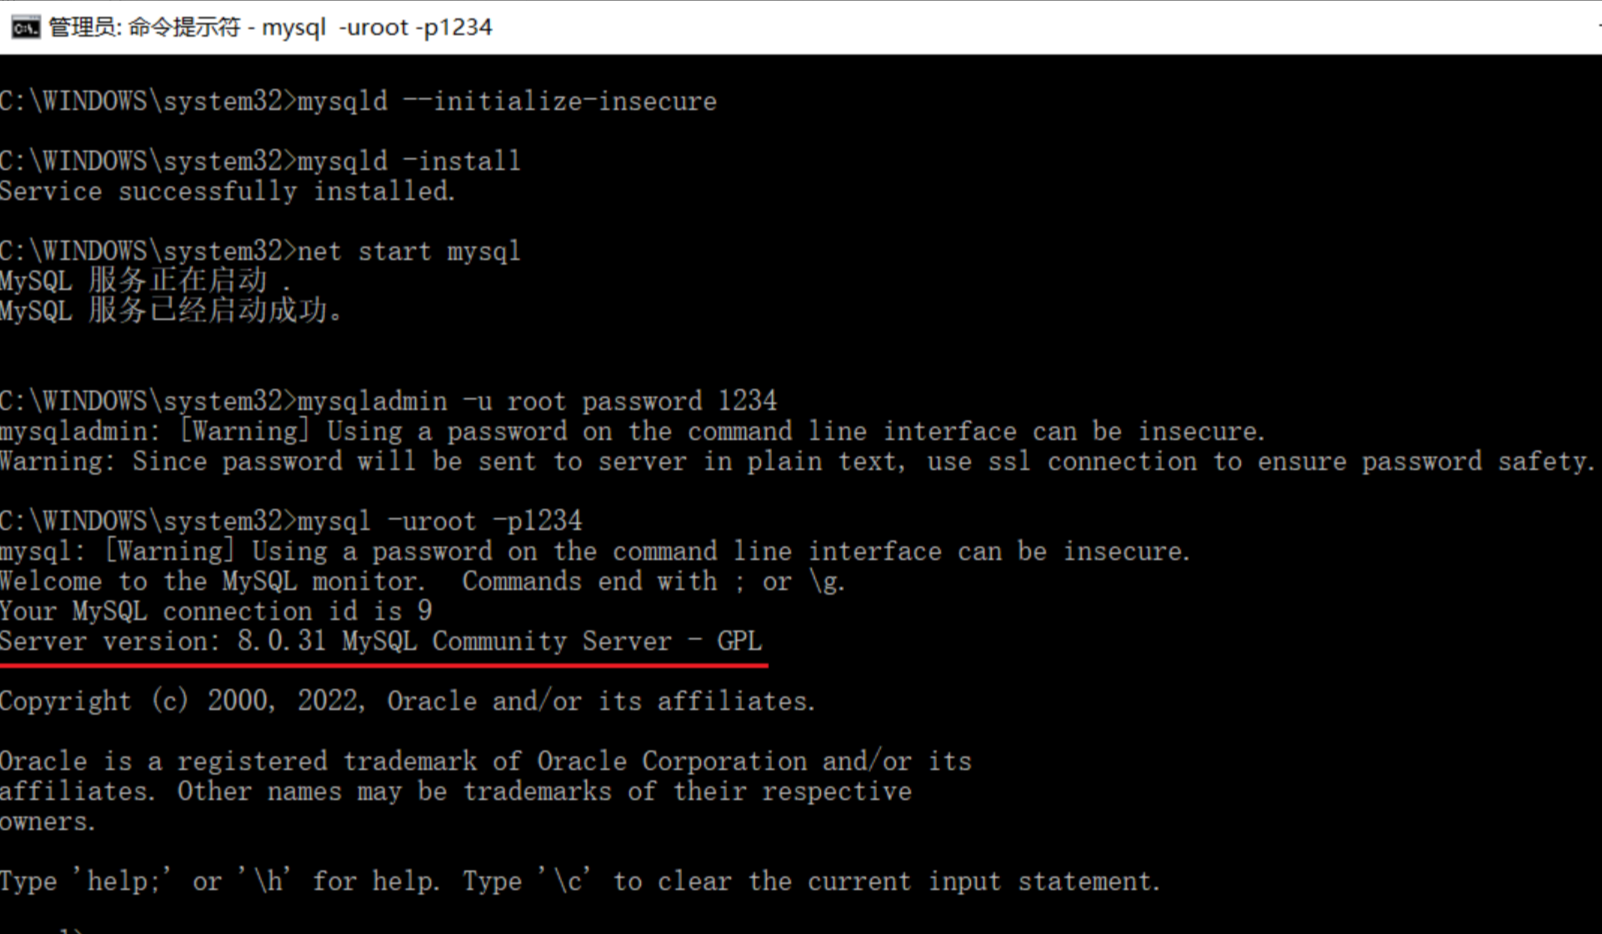 管理员: 命令提示符 - mysql  -uroot -p1234
C:\WINDOWS\system32>mysqld --initialize-insecure
C:\WINDOWS\system32>mysqld -install
Service successfully installed.
C:\WINDOWS\system32>net start mysql
MySQL 服务正在启动 .
MySQL 服务已经启动成功。
C:\WINDOWS\system32>mysqladmin -u root password 1234
mysqladmin: [Warning] Using a password on the command line interface can be insecure.
Warning: Since password will be sent to server in plain text, use ssl connection to ensure password safety.
C:\WINDOWS\system32>mysql -uroot -p1234
mysql: [Warning] Using a password on the command line interface can be insecure.
Welcome to the MySQL monitor.  Commands end with ; or \g.
Your MySQL connection id is 9
Server version: 8.0.31 MySQL Community Server - GPL
Copyright (c) 2000, 2022, Oracle and/or its affiliates.
Oracle is a registered trademark of Oracle Corporation and/or its
affiliates. Other names may be trademarks of their respective
owners.
Type 'help;' or '\h' for help. Type '\c' to clear the current input statement.